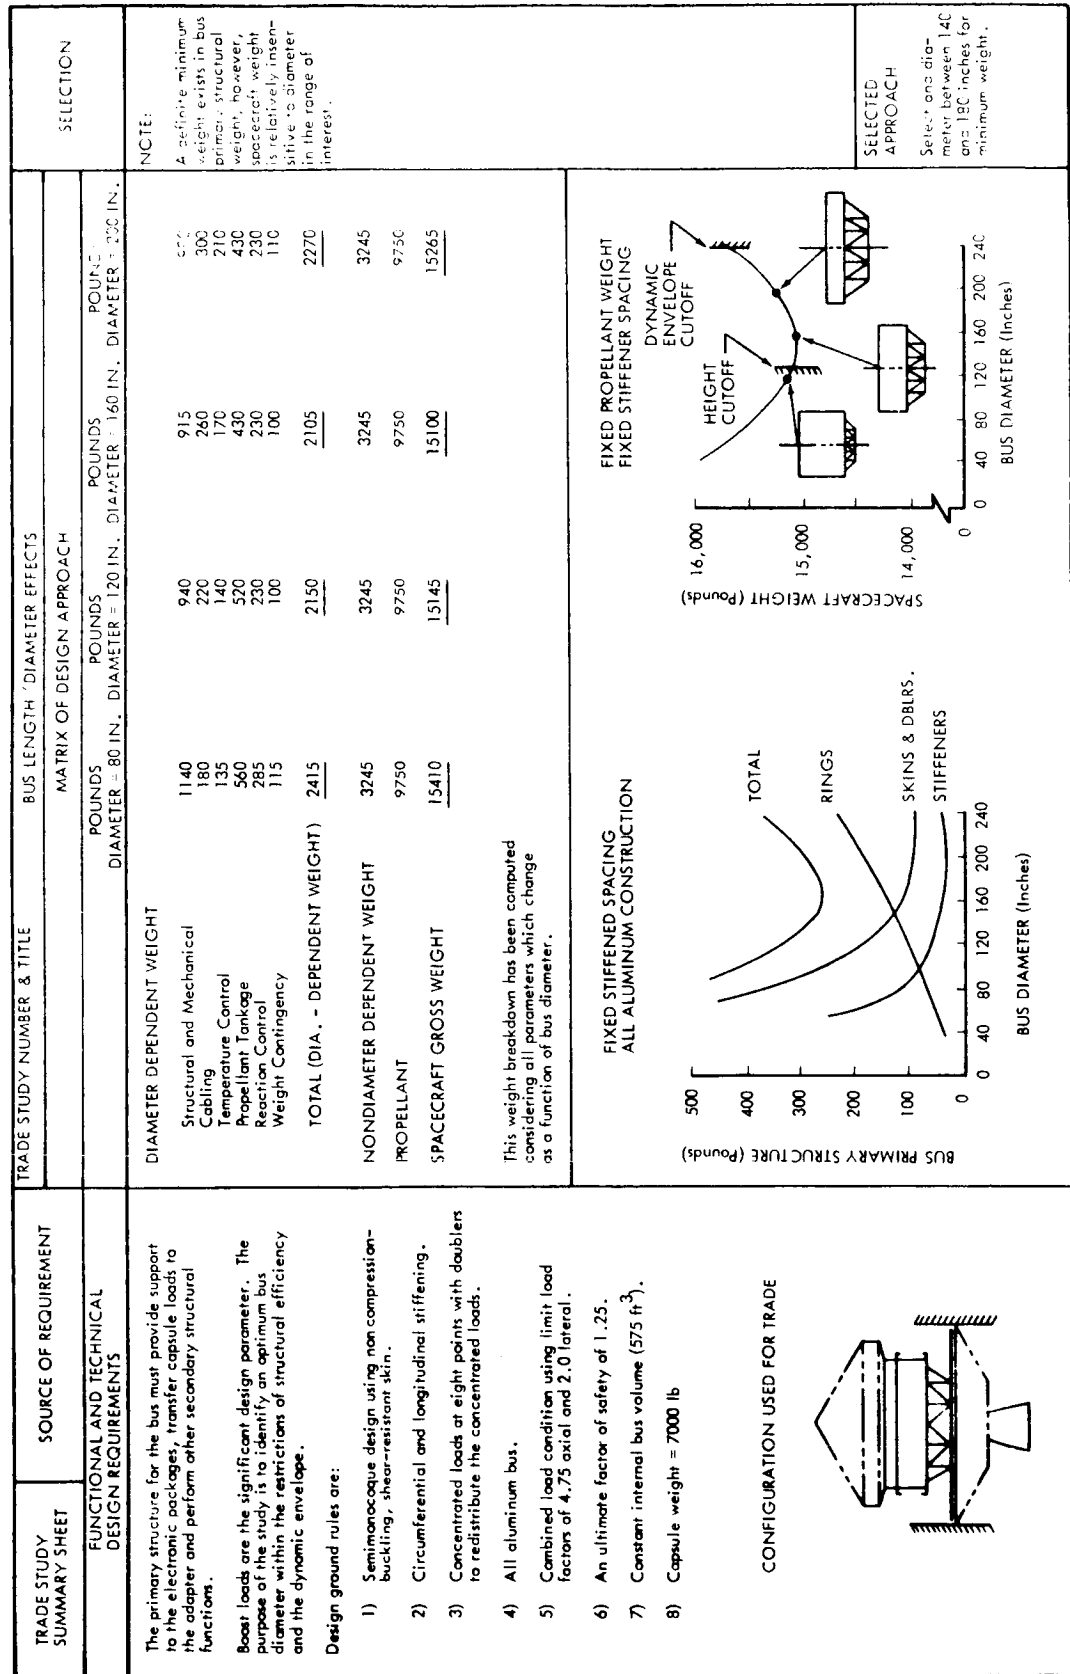 TRADE STUDY
SUMMARY SHEET
SOURCE OF REQUIREMENT
TRADE STUDY NUMBER & TITLE
BUS LENGTH 'DIAMETER EFFECTS
FUNCTIONAL AND TECHNICAL
DESIGN REQUIREMENTS
MATRIX OF DESIGN APPROACH
SELECTION
The primary structure for the bus must provide support
to the electronic packages, transfer capsule loads to
the adapter and perform other secondary structural
functions.
Boost loads are the significant design parameter. The
purpose of the study is to identify an optimum bus
diameter within the restrictions of structural efficiency
and the dynamic envelope.
Design ground rules are:
1) Semimonocoque design using non compression-
buckling, shear-resistant skin.
2) Circumferential and longitudinal stiffening.
3) Concentrated loads at eight points with doublers
to redistribute the concentrated loads.
4) All aluminum bus.
5) Combined load condition using limit load
factors of 4.75 axial and 2.0 lateral.
6) An ultimate factor of safety of 1.25.
7) Constant internal bus volume (575 ft3).
8) Capsule weight = 7000 lb
CONFIGURATION USED FOR TRADE
POUNDS POUNDS POUNDS POUND
DIAMETER = 80 IN. DIAMETER = 120 IN. DIAMETER 160 IN. DIAMETER 200 IN.
DIAMETER DEPENDENT WEIGHT
Structural and Mechanical 1140 940 915
Cabling 180 220 260 300
Temperature Control 135 140 170 210
Propellant Tankage 560 520 430 430
Reaction Control 285 230 230 230
Weight Contingency 115 100 100 110
TOTAL (DIA. - DEPENDENT WEIGHT) 2415 2150 2105 2270
NONDIAMETER DEPENDENT WEIGHT 3245 3245 3245 3245
PROPELLANT 9750 9750 9750 9750
SPACECRAFT GROSS WEIGHT 15410 15145 15100 15265
This weight breakdown has been computed
considering all parameters which change
as a function of bus diameter.
FIXED STIFFENED SPACING
ALL ALUMINUM CONSTRUCTION
BUS PRIMARY STRUCTURE (Pounds)
500
400
300
200
100
0
TOTAL
RINGS
SKINS & DBLRS.
STIFFENERS
0 40 80 120 160 200 240
BUS DIAMETER (Inches)
FIXED PROPELLANT WEIGHT
FIXED STIFFENER SPACING
SPACECRAFT WEIGHT (Pounds)
16,000
15,000
14,000
0
HEIGHT
CUTOFF
DYNAMIC
ENVELOPE
CUTOFF
0 40 80 120 160 200 240
BUS DIAMETER (Inches)
NOTE:
A definite minimum
weight exists in bus
primary structural
weight, however,
spacecraft weight
is relatively insen-
sitive to diameter
in the range of
interest.
SELECTED
APPROACH
Select and dia-
meter between 140
and 180 inches for
minimum weight.